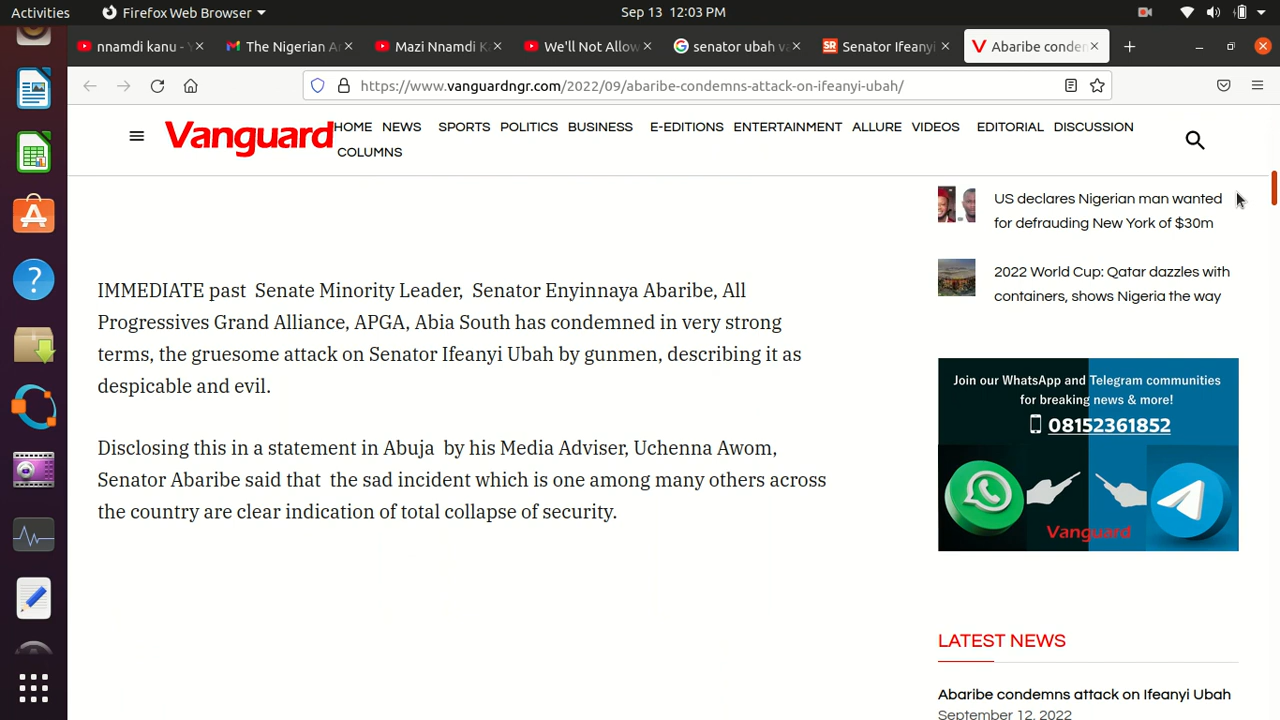 Activities
Firefox Web Browser
Sep 13 12:03 PM
nnamdi kanu - Y
The Nigerian A
Mazi Nnamdi K
We'll Not Allow
senator ubah v
SR
Senator Ifeanyi
Abaribe conden
https://www.vanguardngr.com/2022/09/abaribe-condemns-attack-on-ifeanyi-ubah/
Vanguard
HOME NEWS SPORTS POLITICS BUSINESS E-EDITIONS ENTERTAINMENT ALLURE VIDEOS EDITORIAL DISCUSSION
COLUMNS
IMMEDIATE past Senate Minority Leader, Senator Enyinnaya Abaribe, All
Progressives Grand Alliance, APGA, Abia South has condemned in very strong
terms, the gruesome attack on Senator Ifeanyi Ubah by gunmen, describing it as
despicable and evil.
Disclosing this in a statement in Abuja by his Media Adviser, Uchenna Awom,
Senator Abaribe said that the sad incident which is one among many others across
the country are clear indication of total collapse of security.
US declares Nigerian man wanted
for defrauding New York of $30m
2022 World Cup: Qatar dazzles with
containers, shows Nigeria the way
Join our WhatsApp and Telegram communities
for breaking news & more!
08152361852
Vanguard
LATEST NEWS
Abaribe condemns attack on Ifeanyi Ubah
September 12, 2022